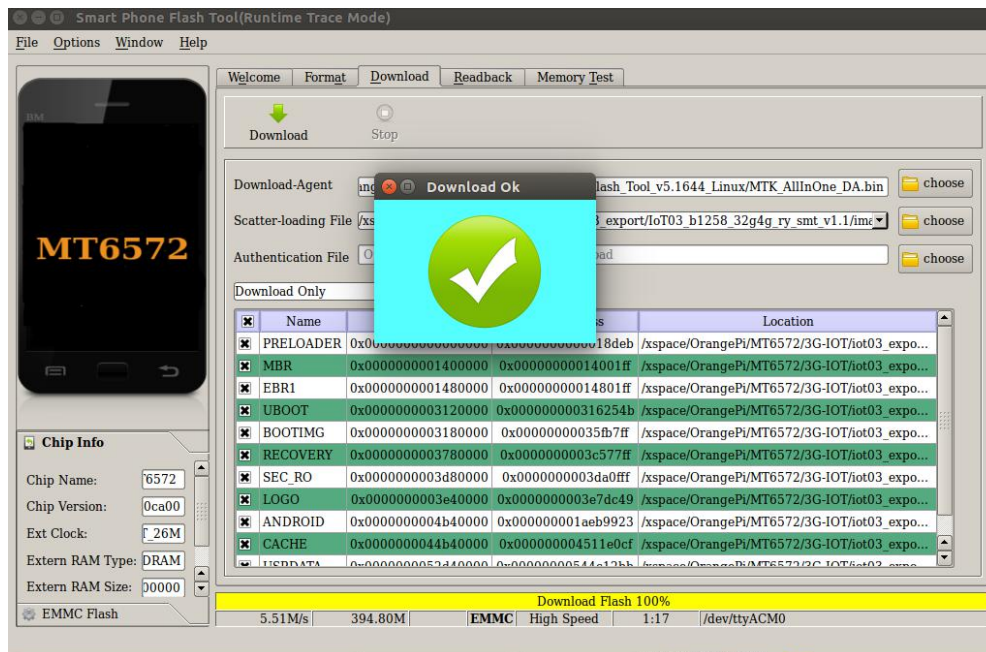 Smart Phone Flash Tool(Runtime Trace Mode)
File Options Window Help
Welcome Format Download Readback Memory Test
BM
Download Stop
MT6572
Download-Agent lash_Tool_v5.1644_Linux/MTK_AllInOne_DA.bin choose
Download Ok
Scatter-loading File /xs 3_export/IoT03_b1258_32g4g_ry_smt_v1.1/ima choose
Authentication File choose
Download Only
Name Location
PRELOADER 0x0000000000000000 0x0000000000018deb /xspace/OrangePi/MT6572/3G-IOT/iot03_expo...
MBR 0x0000000001400000 0x00000000014001ff /xspace/OrangePi/MT6572/3G-IOT/iot03_expo...
EBR1 0x0000000001480000 0x00000000014801ff /xspace/OrangePi/MT6572/3G-IOT/iot03_expo...
UBOOT 0x0000000003120000 0x000000000316254b /xspace/OrangePi/MT6572/3G-IOT/iot03_expo...
BOOTIMG 0x0000000003180000 0x00000000035fb7ff /xspace/OrangePi/MT6572/3G-IOT/iot03_expo...
RECOVERY 0x0000000003780000 0x0000000003c577ff /xspace/OrangePi/MT6572/3G-IOT/iot03_expo...
SEC_RO 0x0000000003d80000 0x0000000003da0fff /xspace/OrangePi/MT6572/3G-IOT/iot03_expo...
LOGO 0x0000000003e40000 0x0000000003e7dc49 /xspace/OrangePi/MT6572/3G-IOT/iot03_expo...
ANDROID 0x0000000004b40000 0x000000001aeb9923 /xspace/OrangePi/MT6572/3G-IOT/iot03_expo...
CACHE 0x0000000044b40000 0x000000004511e0cf /xspace/OrangePi/MT6572/3G-IOT/iot03_expo...
USRDATA
Chip Info
Chip Name: 6572
Chip Version: 0ca00
Ext Clock: T_26M
Extern RAM Type: DRAM
Extern RAM Size: 00000
EMMC Flash
Download Flash 100%
5.51M/s 394.80M EMMC High Speed 1:17 /dev/ttyACM0